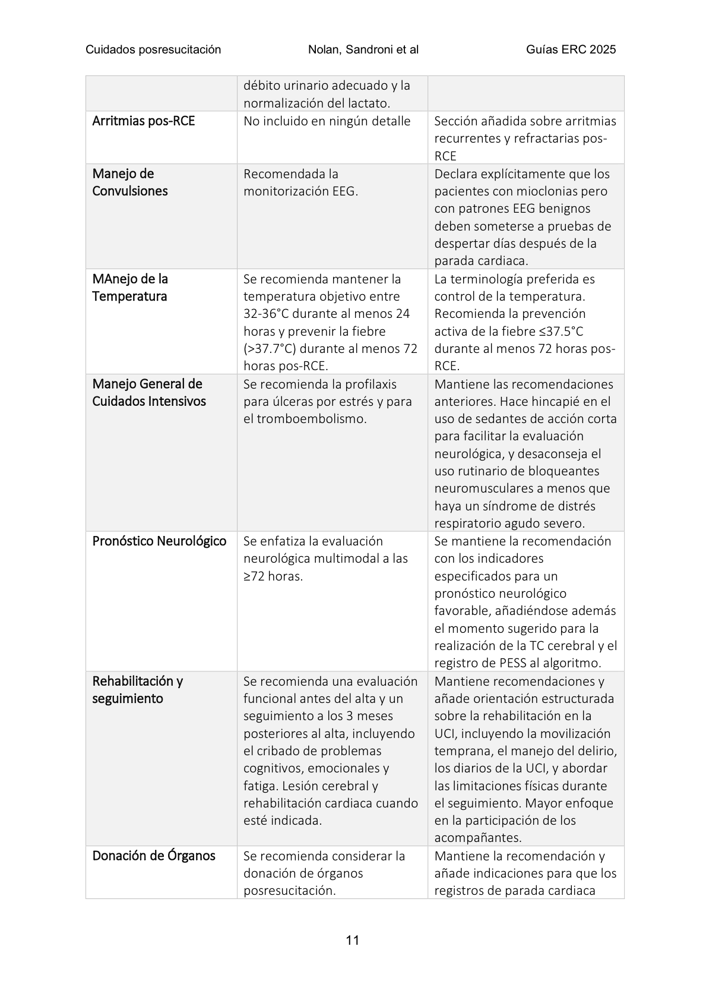 Cuidados posresucitación Nolan, Sandroni et al Guías ERC 2025
débito urinario adecuado y la
normalización del lactato.
Arritmias pos-RCE
No incluido en ningún detalle
Sección añadida sobre arritmias
recurrentes y refractarias pos-
RCE
Manejo de
Convulsiones
Recomendada la
monitorización EEG.
Declara explícitamente que los
pacientes con mioclonias pero
con patrones EEG benignos
deben someterse a pruebas de
despertar días después de la
parada cardiaca.
MAnejo de la
Temperatura
Se recomienda mantener la
temperatura objetivo entre
32-36°C durante al menos 24
horas y prevenir la fiebre
(>37.7°C) durante al menos 72
horas pos-RCE.
La terminología preferida es
control de la temperatura.
Recomienda la prevención
activa de la fiebre ≤37.5°C
durante al menos 72 horas pos-
RCE.
Manejo General de
Cuidados Intensivos
Se recomienda la profilaxis
para úlceras por estrés y para
el tromboembolismo.
Mantiene las recomendaciones
anteriores. Hace hincapié en el
uso de sedantes de acción corta
para facilitar la evaluación
neurológica, y desaconseja el
uso rutinario de bloqueantes
neuromusculares a menos que
haya un síndrome de distrés
respiratorio agudo severo.
Pronóstico Neurológico
Se enfatiza la evaluación
neurológica multimodal a las
≥72 horas.
Se mantiene la recomendación
con los indicadores
especificados para un
pronóstico neurológico
favorable, añadiéndose además
el momento sugerido para la
realización de la TC cerebral y el
registro de PESS al algoritmo.
Rehabilitación y
seguimiento
Se recomienda una evaluación
funcional antes del alta y un
seguimiento a los 3 meses
posteriores al alta, incluyendo
el cribado de problemas
cognitivos, emocionales y
fatiga. Lesión cerebral y
rehabilitación cardiaca cuando
esté indicada.
Mantiene recomendaciones y
añade orientación estructurada
sobre la rehabilitación en la
UCI, incluyendo la movilización
temprana, el manejo del delirio,
los diarios de la UCI, y abordar
las limitaciones físicas durante
el seguimiento. Mayor enfoque
en la participación de los
acompañantes.
Donación de Órganos
Se recomienda considerar la
donación de órganos
posresucitación.
Mantiene la recomendación y
añade indicaciones para que los
registros de parada cardiaca
11